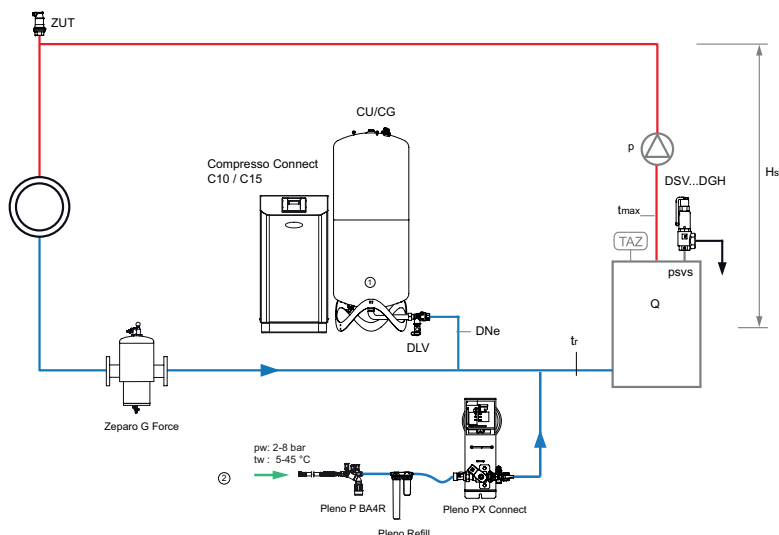 ZUT
CU/CG
p
Hs
Compresso Connect
C10 / C15
DSV...DGH
tmax
TAZ
psvs
1
Q
DNe
DLV
tr
Zeparo G Force
pw: 2-8 bar
tw : 5-45 °C
2
Pleno P BA4R
Pleno PX Connect
Pleno Refill